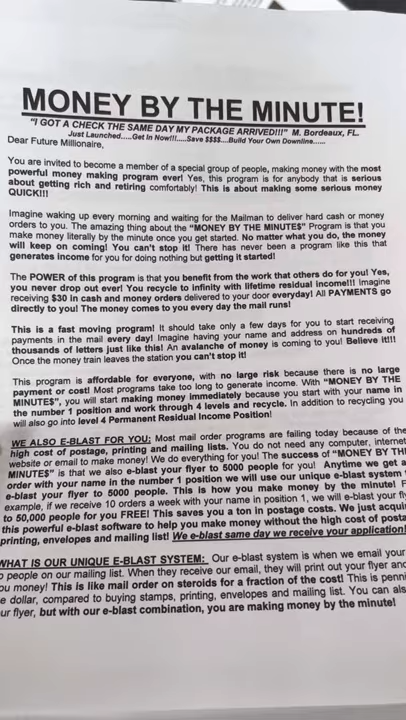 MONEY BY THE MINUTE!
"I GOT A CHECK THE SAME DAY MY PACKAGE ARRIVED!!!" M. Bordeaux, FL.
Just Launched.....Get In Now!!!.....Save $$$$....Build Your Own Downline......
Dear Future Millionaire,
You are invited to become a member of a special group of people, making money with the most
powerful money making program ever! Yes, this program is for anybody that is serious
about getting rich and retiring comfortably! This is about making some serious money
QUICK!!!
Imagine waking up every morning and waiting for the Mailman to deliver hard cash or money
orders to you. The amazing thing about the "MONEY BY THE MINUTE$" Program is that you
make money literally by the minute once you get started. No matter what you do, the money
will keep on coming! You can't stop it! There has never been a program like this that
generates income for you for doing nothing but getting it started!
The POWER of this program is that you benefit from the work that others do for you! Yes,
you never drop out ever! You recycle to infinity with lifetime residual income!!! Imagine
receiving $30 in cash and money orders delivered to your door everyday! All PAYMENTS go
directly to you! The money comes to you every day the mail runs!
This is a fast moving program! It should take only a few days for you to start receiving
payments in the mail every day! Imagine having your name and address on hundreds of
thousands of letters just like this! An avalanche of money is coming to you! Believe it!!!
Once the money train leaves the station you can't stop it!
This program is affordable for everyone, with no large risk because there is no large
payment or cost! Most programs take too long to generate income. With "MONEY BY THE
MINUTE$", you will start making money immediately because you start with your name in
the number 1 position and work through 4 levels and recycle. In addition to recycling you
will also go into level 4 Permanent Residual Income Position!
WE ALSO E-BLAST FOR YOU: Most mail order programs are failing today because of the
high cost of postage, printing and mailing lists. You do not need any computer, internet
website or email to make money! We do everything for you! The success of "MONEY BY TH
MINUTE$" is that we also e-blast your flyer to 5000 people for you! Anytime we get a
order with your name in the number 1 position we will use our unique e-blast system
e-blast your flyer to 5000 people. This is how you make money by the minute! F
example, if we receive 10 orders a week with your name in position 1, we will e-blast your fly
to 50,000 people for you FREE! This saves you a ton in postage costs. We just acqui
this powerful e-blast software to help you make money without the high cost of posta
printing, envelopes and mailing list! We e-blast same day we receive your application!
WHAT IS OUR UNIQUE E-BLAST SYSTEM: Our e-blast system is when we email your
people on our mailing list. When they receive our email, they will print out your flyer and
ou money! This is like mail order on steroids for a fraction of the cost! This is penni
e dollar, compared to buying stamps, printing, envelopes and mailing list. You can als
ur flyer, but with our e-blast combination, you are making money by the minute!